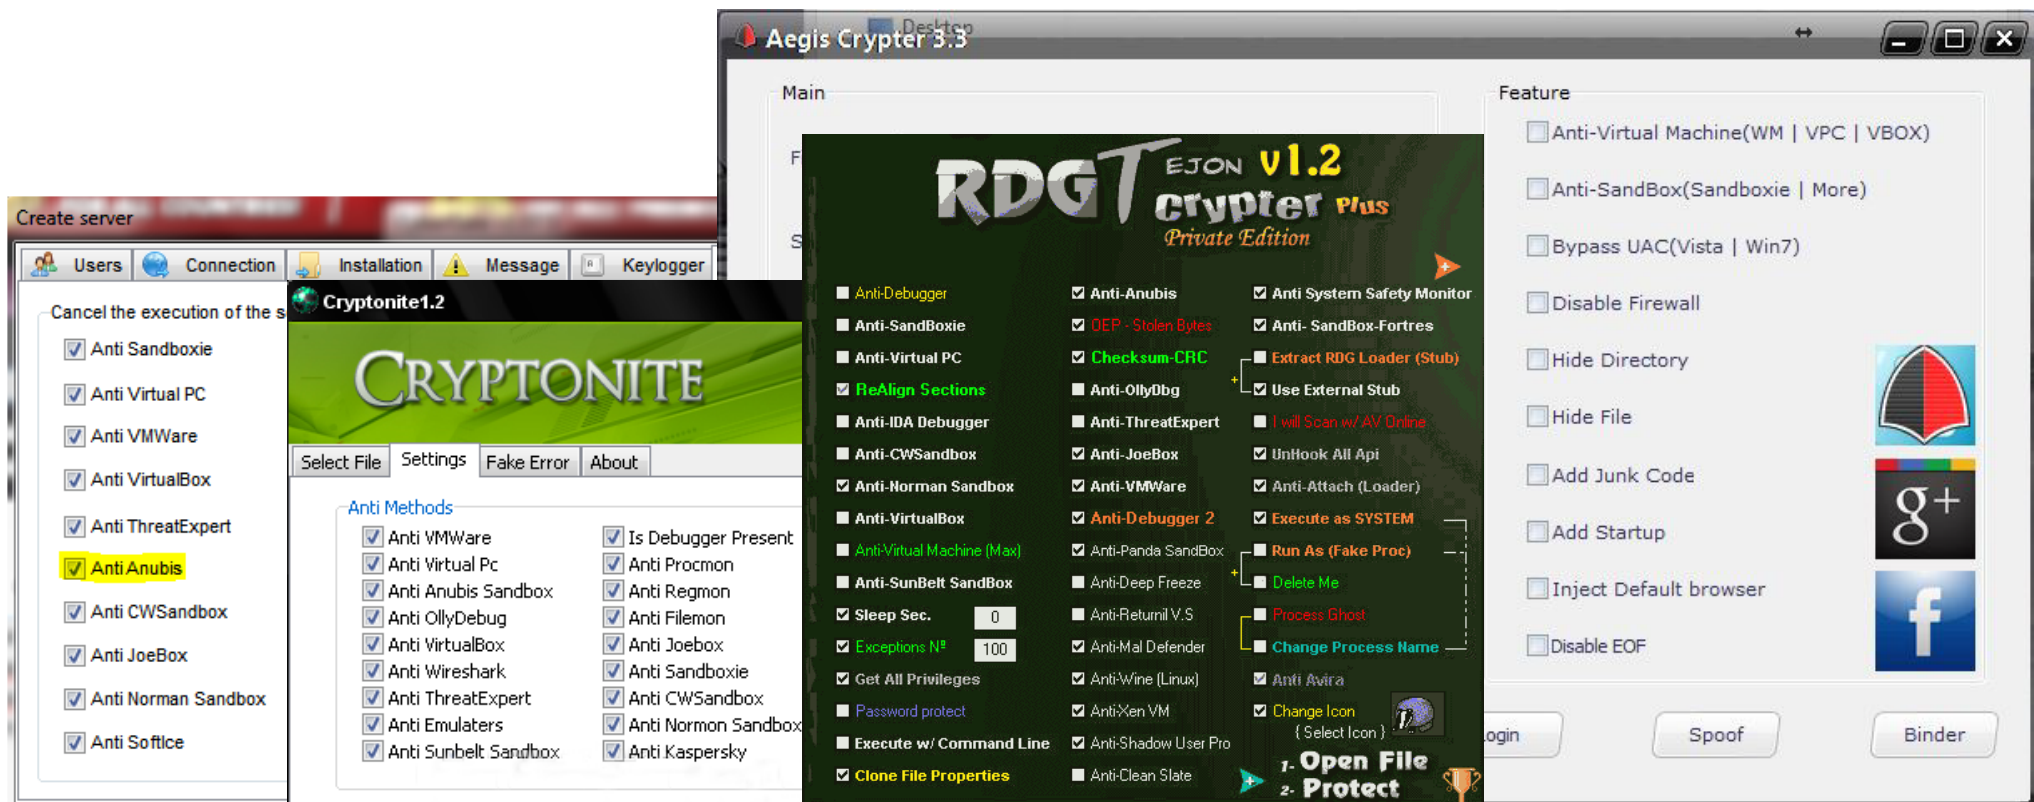 Desktop
Aegis Crypter 3.3
Main
F
S
Feature
Anti-Virtual Machine(WM | VPC | VBOX)
Anti-SandBox(Sandboxie | More)
Bypass UAC(Vista | Win7)
Disable Firewall
Hide Directory
Hide File
Add Junk Code
Add Startup
Inject Default browser
Disable EOF
g+
f
ogin
Spoof
Binder
Create server
Users
Connection
Installation
Message
Keylogger
Cancel the execution of the s
Anti Sandboxie
Anti Virtual PC
Anti VMWare
Anti VirtualBox
Anti ThreatExpert
Anti Anubis
Anti CWSandbox
Anti JoeBox
Anti Norman Sandbox
Anti SoftIce
Cryptonite1.2
CRYPTONITE
Select File
Settings
Fake Error
About
Anti Methods
Anti VMWare
Anti Virtual Pc
Anti Anubis Sandbox
Anti OllyDebug
Anti VirtualBox
Anti Wireshark
Anti ThreatExpert
Anti Emulaters
Anti Sunbelt Sandbox
Is Debugger Present
Anti Procmon
Anti Regmon
Anti Filemon
Anti Joebox
Anti Sandboxie
Anti CWSandbox
Anti Normon Sandbox
Anti Kaspersky
RDG TEJON v1.2
Crypter Plus
Private Edition
Anti-Debugger
Anti-SandBoxie
Anti-Virtual PC
ReAlign Sections
Anti-IDA Debugger
Anti-CWSandbox
Anti-Norman Sandbox
Anti-VirtualBox
Anti-Virtual Machine (Max)
Anti-SunBelt SandBox
Sleep Sec. 0
Exceptions Nº 100
Get All Privileges
Password protect
Execute w/ Command Line
Clone File Properties
Anti-Anubis
OEP - Stolen Bytes
Checksum-CRC
Anti-OllyDbg
Anti-ThreatExpert
Anti-JoeBox
Anti-VMWare
Anti-Debugger 2
Anti-Panda SandBox
Anti-Deep Freeze
Anti-Returnil V.S
Anti-Mal Defender
Anti-Wine (Linux)
Anti-Xen VM
Anti-Shadow User Pro
Anti-Clean Slate
Anti System Safety Monitor
Anti- SandBox-Fortres
Extract RDG Loader (Stub)
Use External Stub
I will Scan w/ AV Online
UnHook All Api
Anti-Attach (Loader)
Execute as SYSTEM
Run As (Fake Proc)
Delete Me
Process Ghost
Change Process Name
Anti Avira
Change Icon
{ Select Icon }
1- Open File
2- Protect